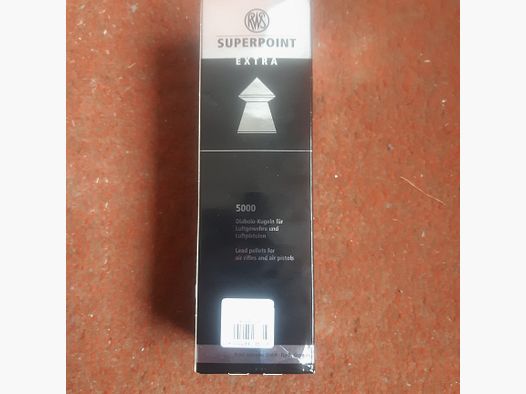 RWS
SUPERPOINT
EXTRA
5000
Diabolo-Kugeln für
Luftgewehre und
Luftpistolen
Lead pellets for
air rifles and air pistols